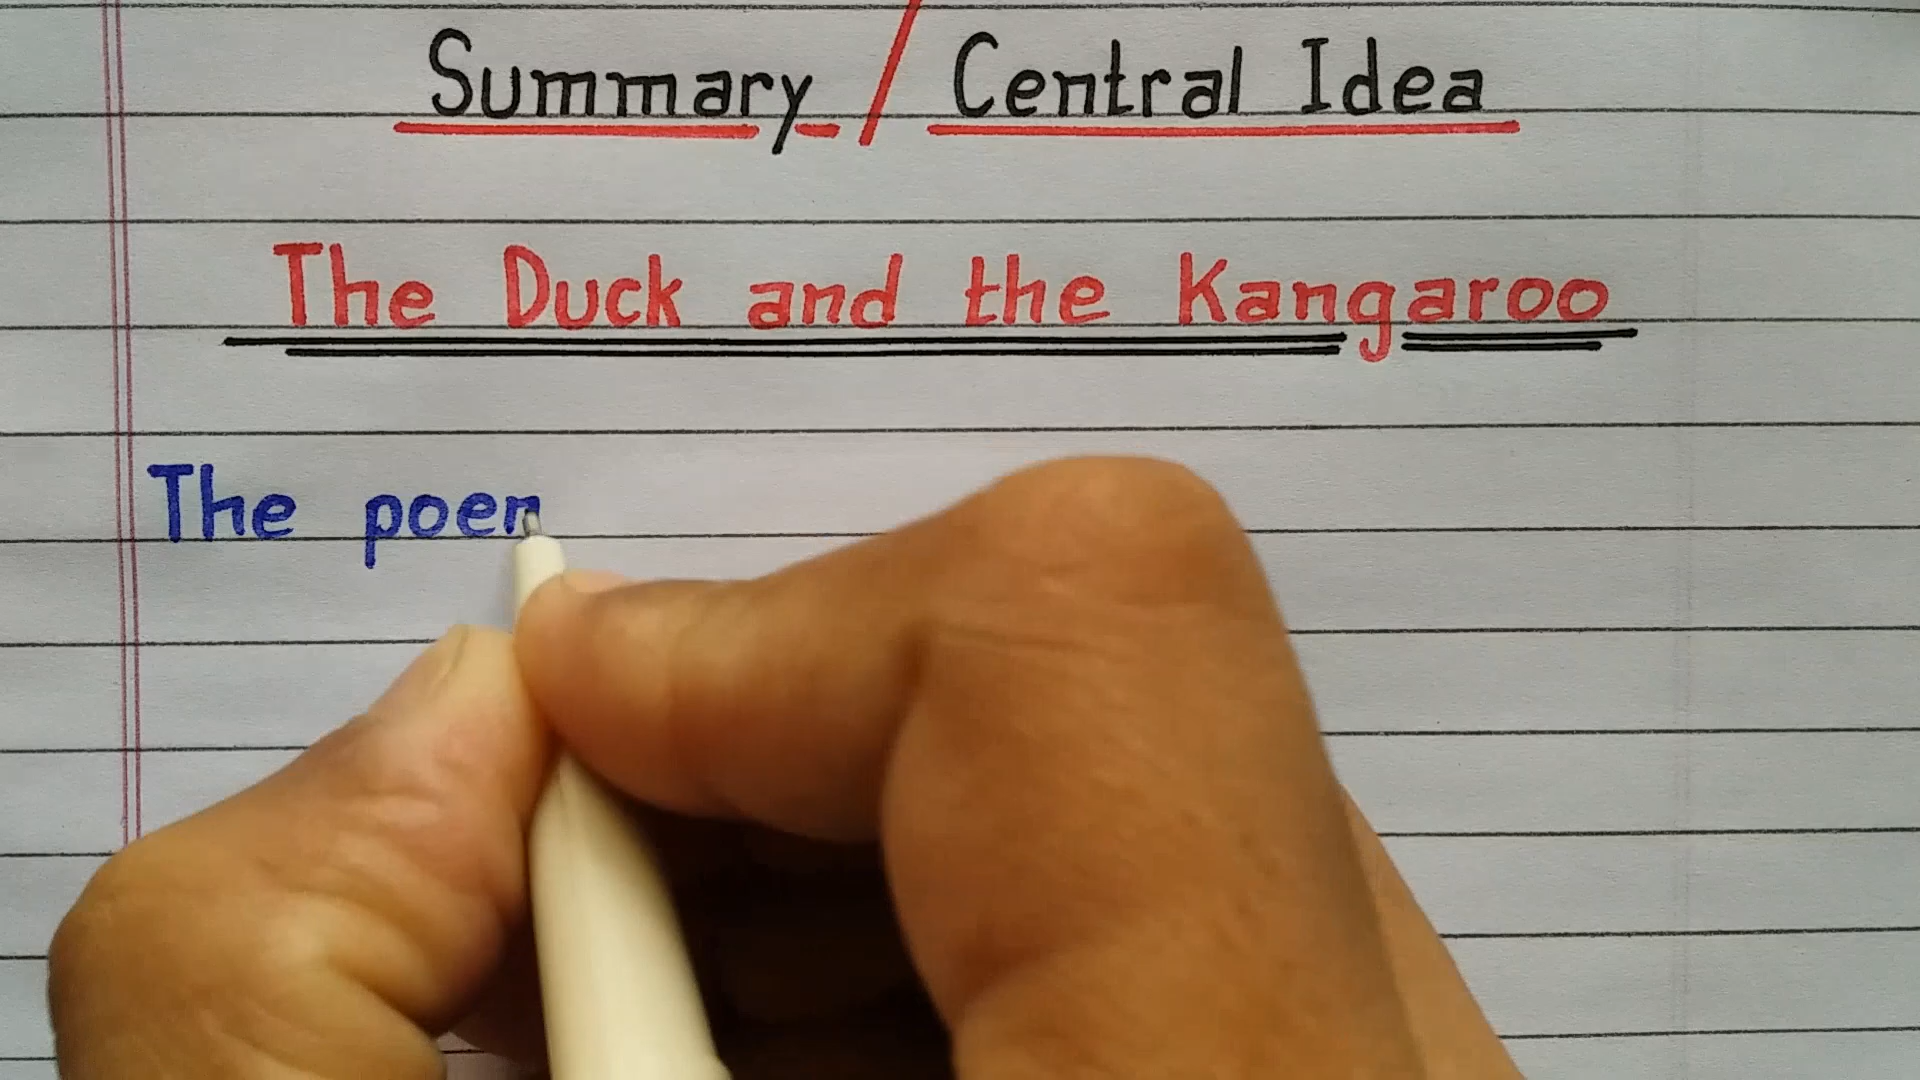 Summary / Central Idea
The Duck and the Kangaroo
The poem